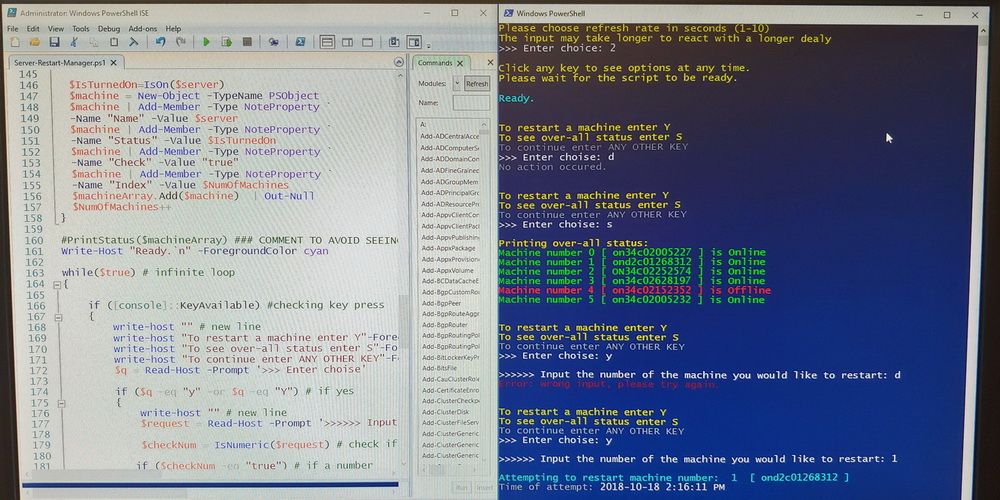 Administrator: Windows PowerShell ISE
File Edit View Tools Debug Add-ons Help
Server-Restart-Manager.ps1 X
145
146 $IsTurnedOn=IsOn($server)
147 $machine = New-Object -TypeName PSObject
148 $machine | Add-Member -Type NoteProperty
149 -Name "Name" -Value $server
150 $machine | Add-Member -Type NoteProperty
151 -Name "Status" -Value $IsTurnedOn
152 $machine | Add-Member -Type NoteProperty
153 -Name "Check" -Value "true"
154 $machine | Add-Member -Type NoteProperty
155 -Name "Index" -Value $NumOfMachines
156 $machineArray.Add($machine) | Out-Null
157 $NumOfMachines++
158 }
159
160 #PrintStatus($machineArray) ### COMMENT TO AVOID SEEIN
161 Write-Host "Ready.`n" -ForegroundColor cyan
162
163 while($true) # infinite loop
164 {
165
166 if ([console]::KeyAvailable) #checking key press
167 {
168 write-host "" # new line
169 write-host "To restart a machine enter Y"-Fore
170 write-host "To see over-all status enter S"-Fo
171 write-host "To continue enter ANY OTHER KEY"-F
172 $q = Read-Host -Prompt '>>> Enter choise'
173
174 if ($q -eq "y" -or $q -eq "Y") # if yes
175 {
176 write-host "" # new line
177 $request = Read-Host -Prompt '>>>>>> Input
178
179 $checkNum = IsNumeric($request) # check if
180
181 if ($checkNum -eq "true") # if a number
Commands X
Modules: Refresh
Name:
A:
Add-ADCentralAcce
Add-ADComputerSe
Add-ADDomainCon
Add-ADFineGrained
Add-ADGroupMem
Add-ADPrincipalGro
Add-ADResourcePr
Add-AppvClientCon
Add-AppvClientPacl
Add-AppvPublishing
Add-AppxPackage
Add-AppxProvision
Add-AppxVolume
Add-BCDataCacheE
Add-BgpCustomRou
Add-BgpPeer
Add-BgpRouteAggr
Add-BgpRouter
Add-BgpRoutingPol
Add-BgpRoutingPol
Add-BitLockerKeyPr
Add-BitsFile
Add-CauClusterRole
Add-CertificateEnro
Add-ClusterCheckpo
Add-ClusterDisk
Add-ClusterFileServ
Add-ClusterGeneric
Add-ClusterGeneric
Add-ClusterGeneric
Run Insert
Windows PowerShell
Please choose refresh rate in seconds (1-10)
The input may take longer to react with a longer dealy
>>> Enter choice: 2
Click any key to see options at any time.
Please wait for the script to be ready.
Ready.
To restart a machine enter Y
To see over-all status enter S
To continue enter ANY OTHER KEY
>>> Enter choise: d
No action occured.
To restart a machine enter Y
To see over-all status enter S
To continue enter ANY OTHER KEY
>>> Enter choise: s
Printing over-all status:
Machine number 0 [ on34c02005227 ] is Online
Machine number 1 [ ond2c01268312 ] is Online
Machine number 2 [ ON34C02252574 ] is Online
Machine number 3 [ on34c02628197 ] is Online
Machine number 4 [ on34c02152352 ] is Offline
Machine number 5 [ on34c02005232 ] is Online
To restart a machine enter Y
To see over-all status enter S
To continue enter ANY OTHER KEY
>>> Enter choise: y
>>>>>> Input the number of the machine you would like to restart: d
Error: wrong input, please try again.
To restart a machine enter Y
To see over-all status enter S
To continue enter ANY OTHER KEY
>>> Enter choise: y
>>>>>> Input the number of the machine you would like to restart: 1
Attempting to restart machine number: 1 [ ond2c01268312 ]
Time of attempt: 2018-10-18 2:16:11 PM